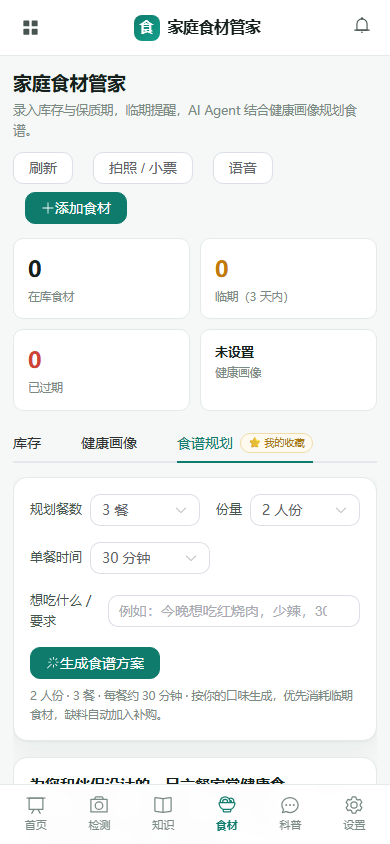 食 家庭食材管家
家庭食材管家
录入库存与保质期，临期提醒，AI Agent 结合健康画像规划食
谱。
刷新 拍照 / 小票 语音
＋添加食材
0
在库食材
0
临期（3 天内）
0
已过期
未设置
健康画像
库存 健康画像 食谱规划 我的收藏
规划餐数 3 餐 份量 2 人份
单餐时间 30 分钟
想吃什么 /
要求
例如：今晚想吃红烧肉，少辣，30
生成食谱方案
2 人份 · 3 餐 · 每餐约 30 分钟 · 按你的口味生成，优先消耗临期
食材，缺料自动加入补购。
首页 检测 知识 食材 科普 设置